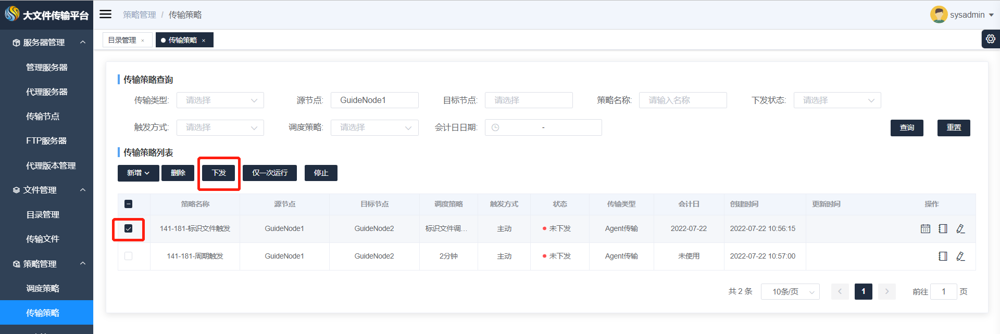 大文件传输平台
策略管理 / 传输策略
sysadmin
服务器管理
管理服务器
代理服务器
传输节点
FTP服务器
代理版本管理
文件管理
目录管理
传输文件
策略管理
调度策略
传输策略
目录管理 ×
传输策略 ×
传输策略查询
传输类型: 请选择 源节点: GuideNode1 目标节点: 请选择 策略名称: 请输入名称 下发状态: 请选择
触发方式: 请选择 调度策略: 请选择 会计日日期: - 查询 重置
传输策略列表
新增 删除 下发 仅一次运行 停止
策略名称 源节点 目标节点 调度策略 触发方式 状态 传输类型 会计日 创建时间 更新时间 操作
141-181-标识文件触发 GuideNode1 GuideNode2 标识文件调... 主动 未下发 Agent传输 2022-07-22 2022-07-22 10:56:15
141-181-周期触发 GuideNode1 GuideNode2 2分钟 主动 未下发 Agent传输 未使用 2022-07-22 10:57:00
共 2 条 10条/页 1 前往 1 页